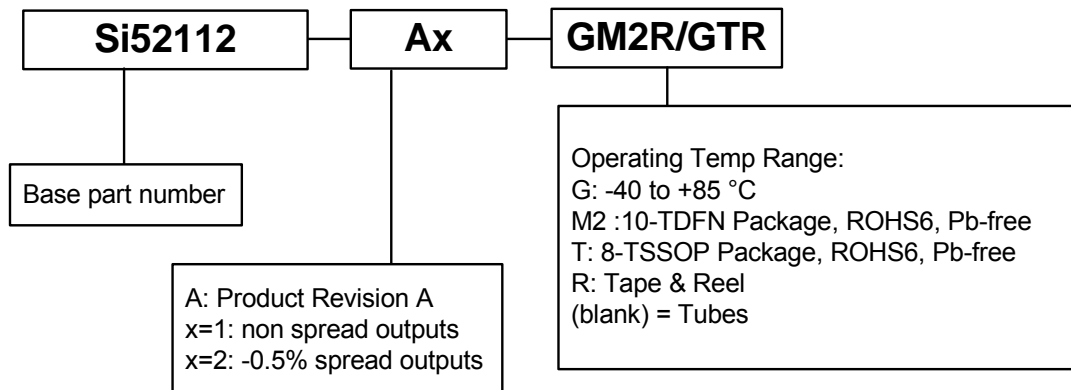 Si52112
Ax
GM2R/GTR
Base part number
A: Product Revision A
x=1: non spread outputs
x=2: -0.5% spread outputs
Operating Temp Range:
G: -40 to +85 °C
M2 :10-TDFN Package, ROHS6, Pb-free
T: 8-TSSOP Package, ROHS6, Pb-free
R: Tape & Reel
(blank) = Tubes